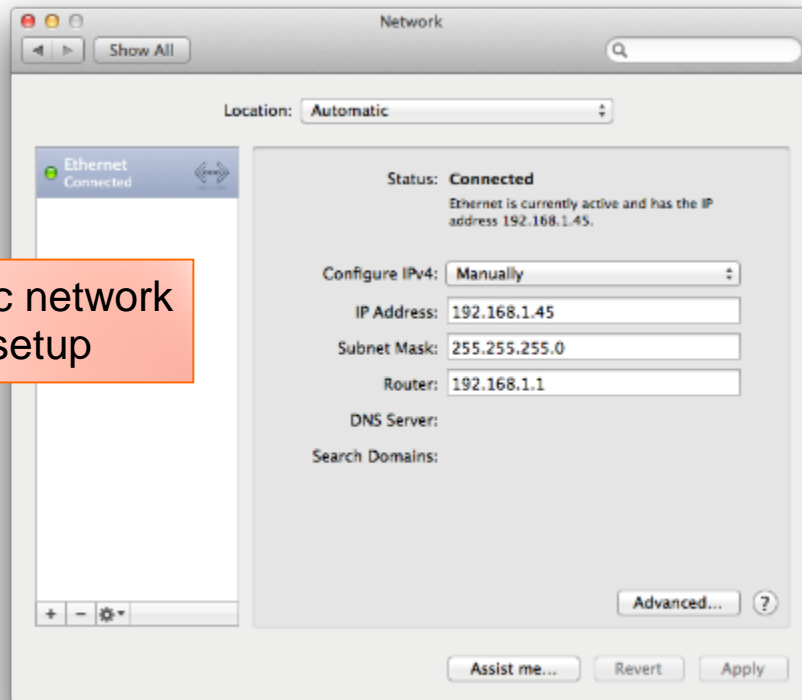 Network
Show All
Location: Automatic
Ethernet
Connected
Status: Connected
Ethernet is currently active and has the IP
address 192.168.1.45.
network
setup
Configure IPv4: Manually
IP Address: 192.168.1.45
Subnet Mask: 255.255.255.0
Router: 192.168.1.1
DNS Server:
Search Domains:
Advanced... ?
+ -
Assist me... Revert Apply